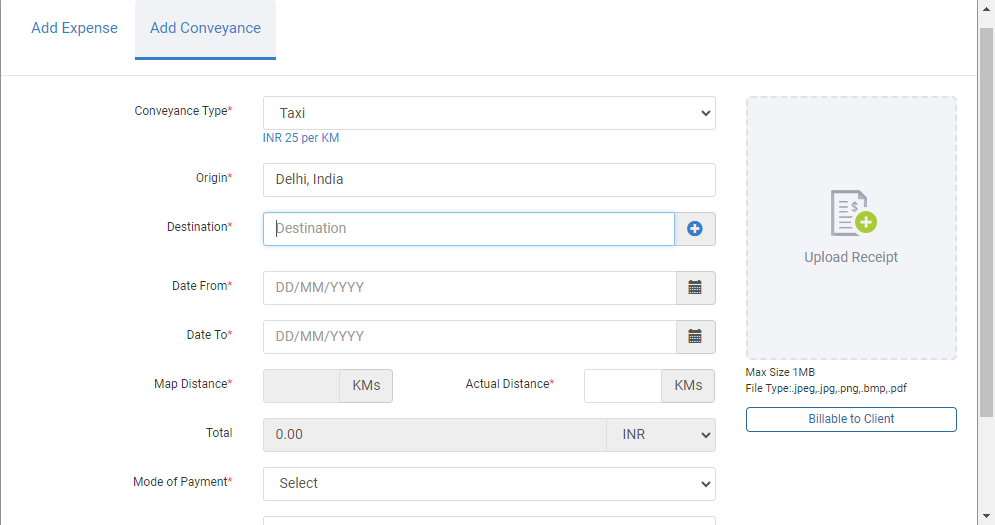 Add Expense
Add Conveyance
Conveyance Type*
Taxi
INR 25 per KM
Origin*
Delhi, India
Destination*
Destination
Date From*
DD/MM/YYYY
Date To*
DD/MM/YYYY
Map Distance*
KMs
Actual Distance*
KMs
Total
0.00
INR
Mode of Payment*
Select
$
Upload Receipt
Max Size 1MB
File Type:.jpeg,.jpg,.png,.bmp,.pdf
Billable to Client